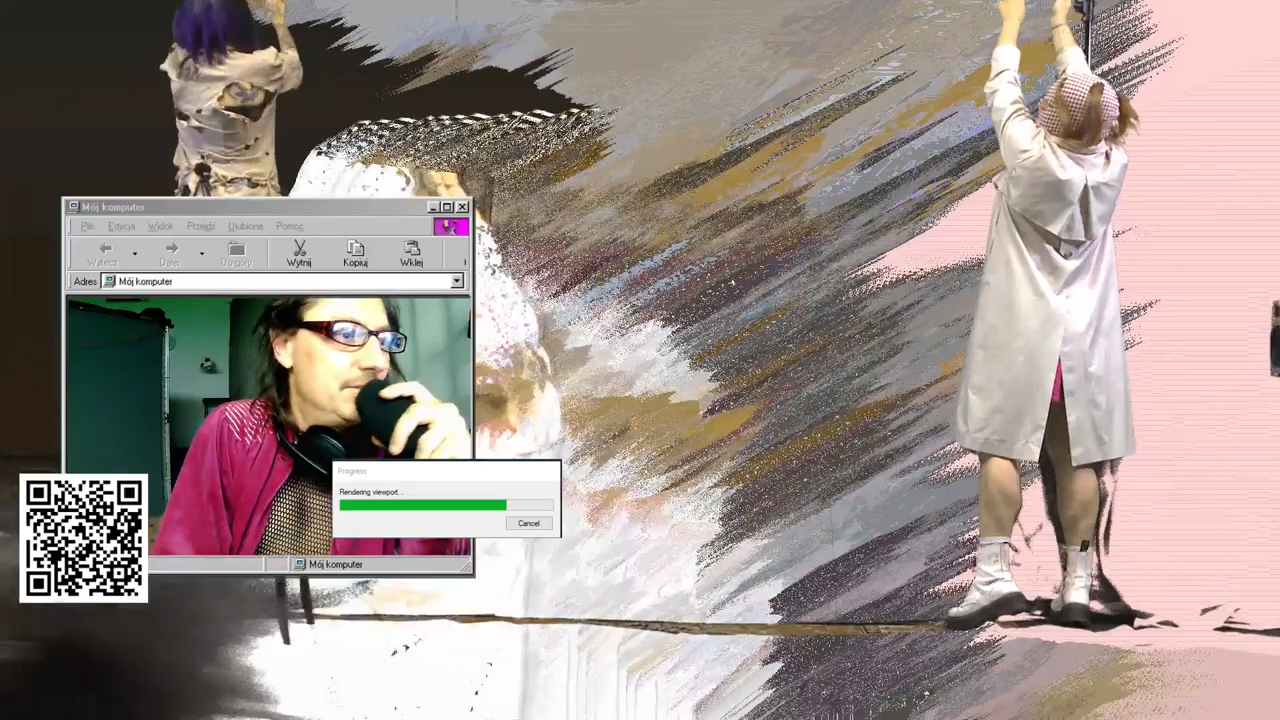 Mój komputer
Plik Edycja Widok Przejdź Ulubione Pomoc
Wstecz Dalej Do góry Wytnij Kopiuj Wklej
Adres Mój komputer
Progress
Rendering viewport...
Cancel
Mój komputer